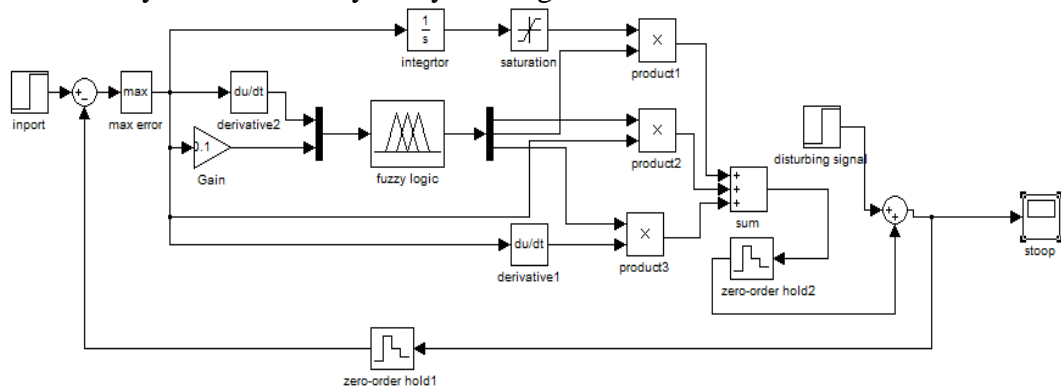 1
s
integrtor
saturation
×
product1
inport
+
−
max
max error
du/dt
derivative2
0.1
Gain
fuzzy logic
×
product2
disturbing signal
+
+
+
sum
+
+
stoop
du/dt
derivative1
×
product3
zero-order hold2
zero-order hold1